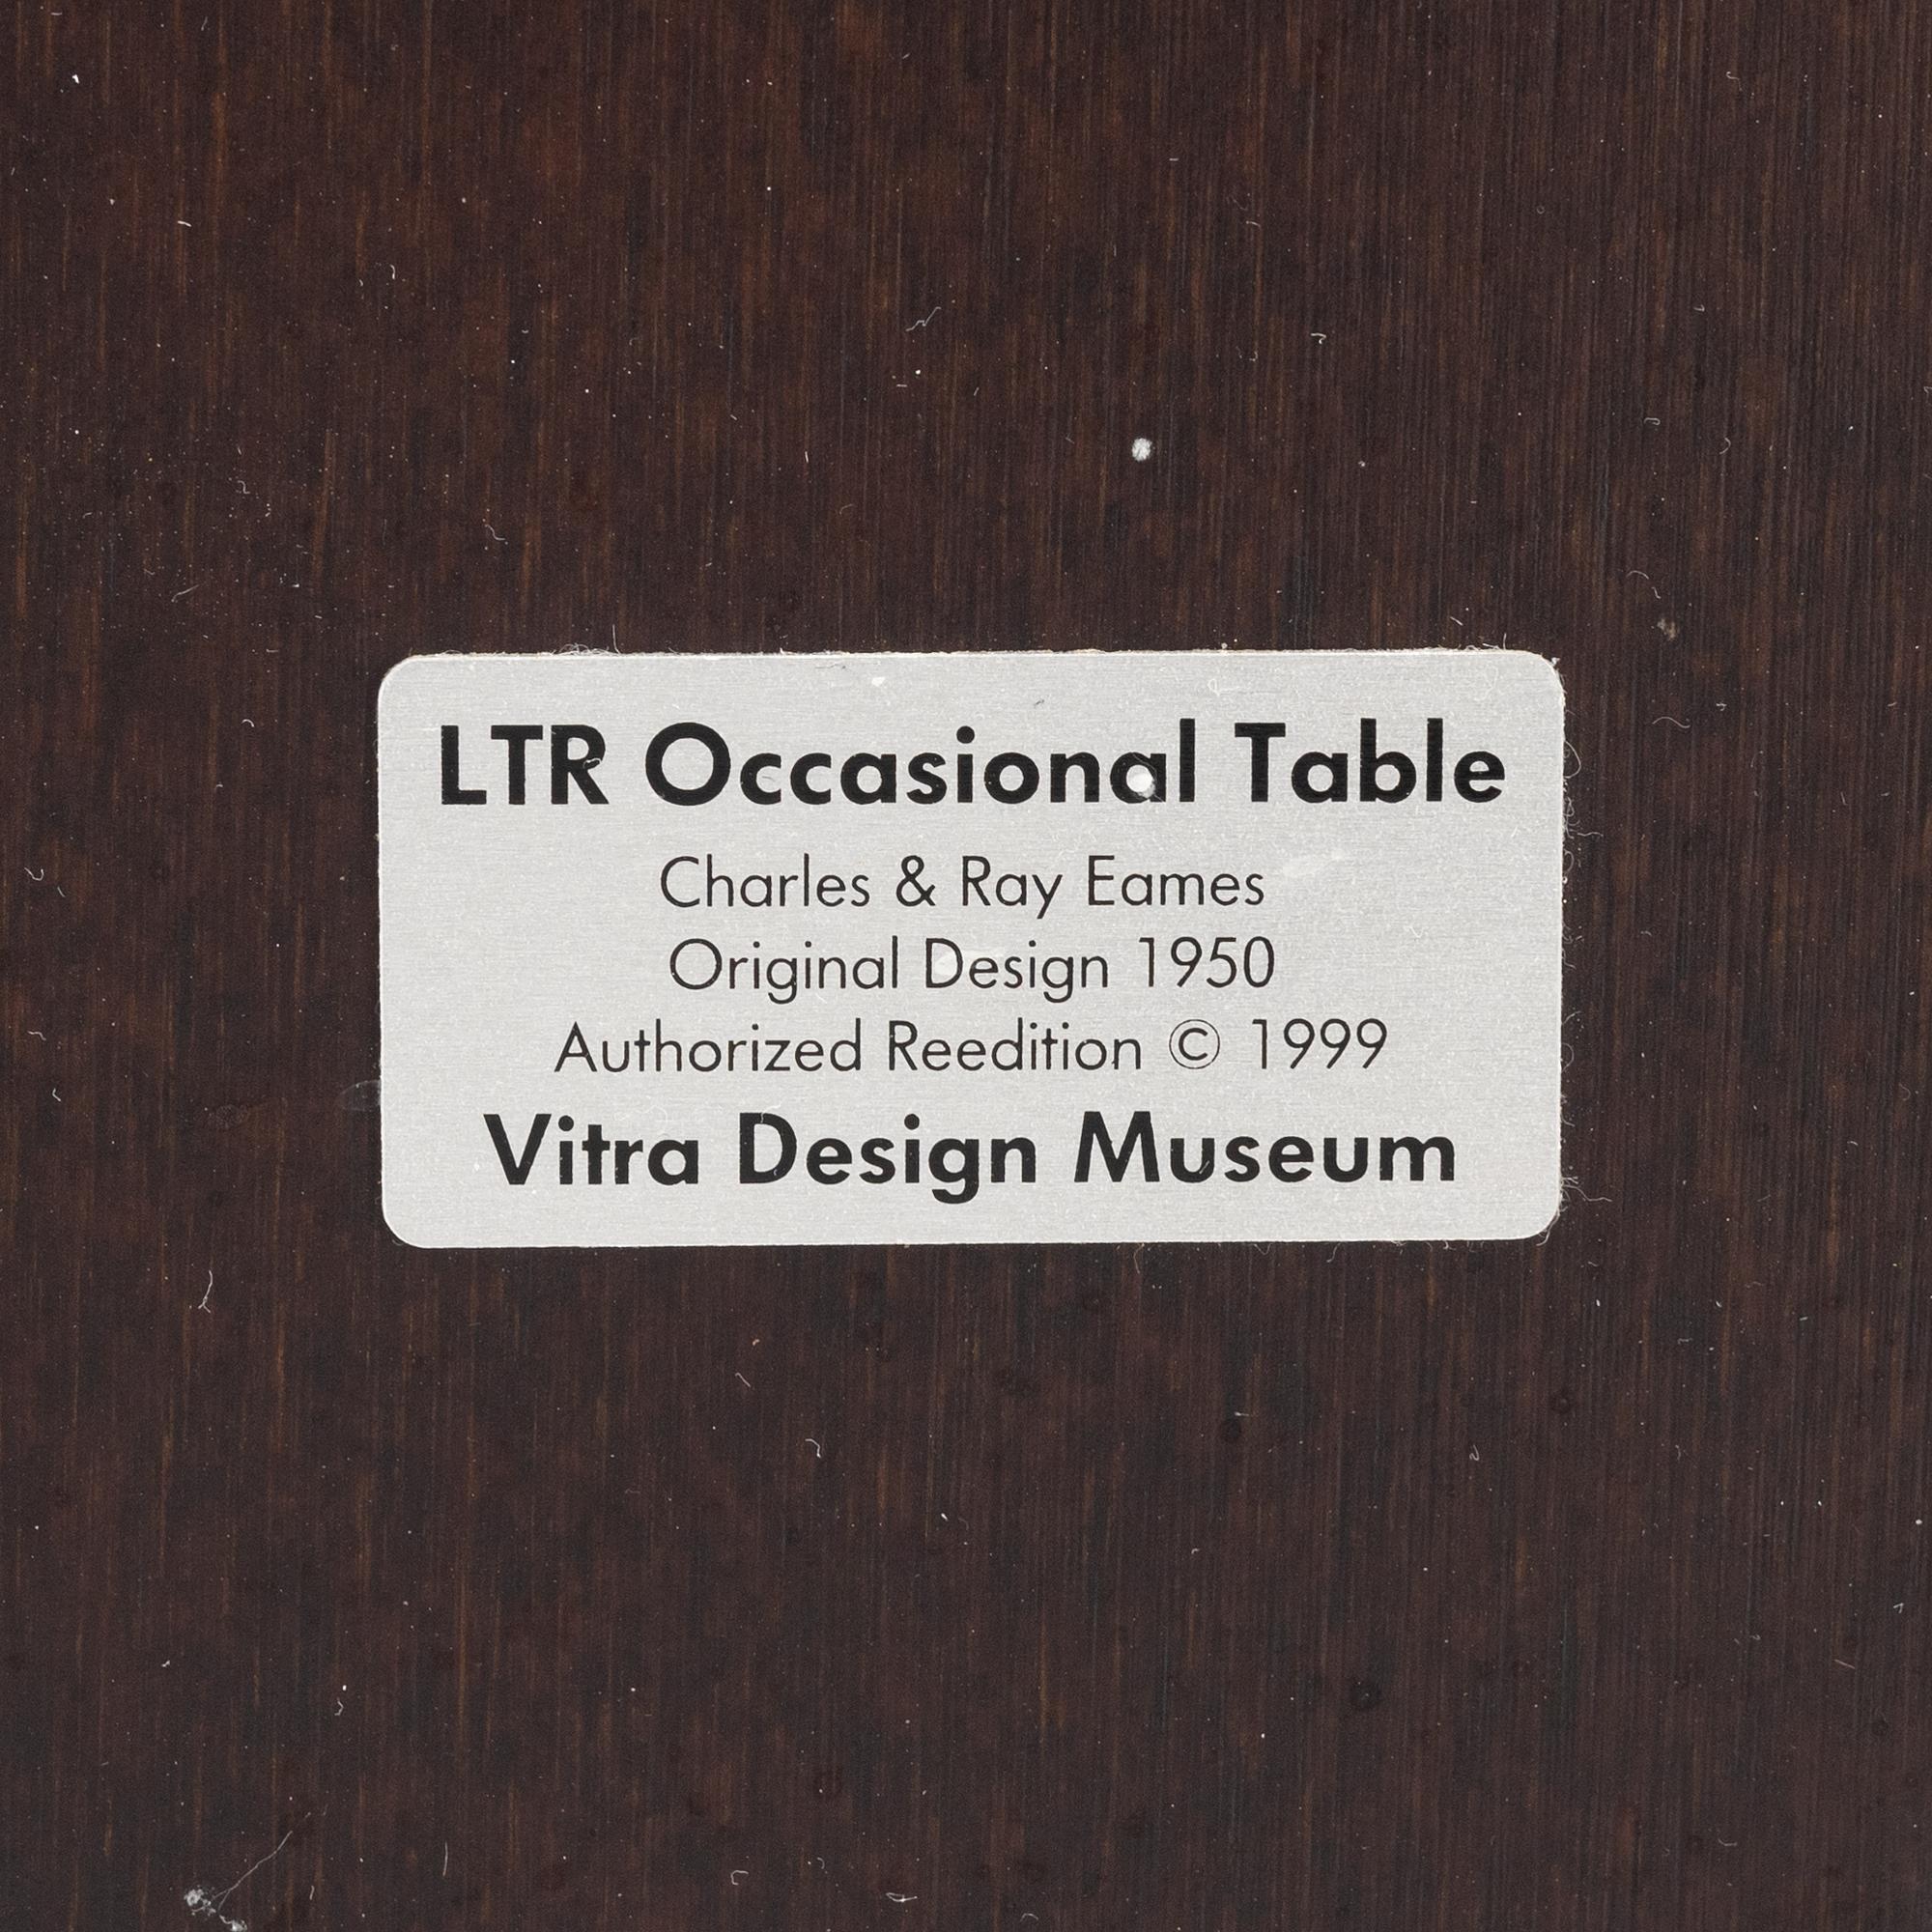 LTR Occasional Table
Charles & Ray Eames
Original Design 1950
Authorized Reedition © 1999
Vitra Design Museum